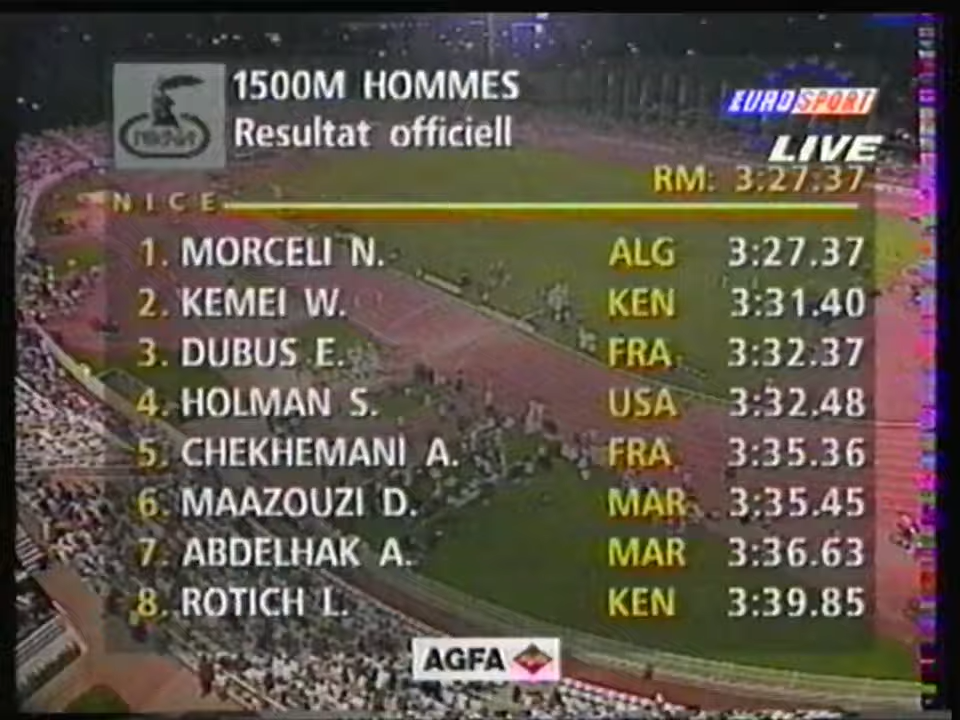 1500M HOMMES
Resultat officiell
EUROSPORT
LIVE
RM: 3:27:37
NICE
1. MORCELI N. ALG 3:27.37
2. KEMEI W. KEN 3:31.40
3. DUBUS E. FRA 3:32.37
4. HOLMAN S. USA 3:32.48
5. CHEKHEMANI A. FRA 3:35.36
6. MAAZOUZI D. MAR 3:35.45
7. ABDELHAK A. MAR 3:36.63
8. ROTICH L. KEN 3:39.85
AGFA